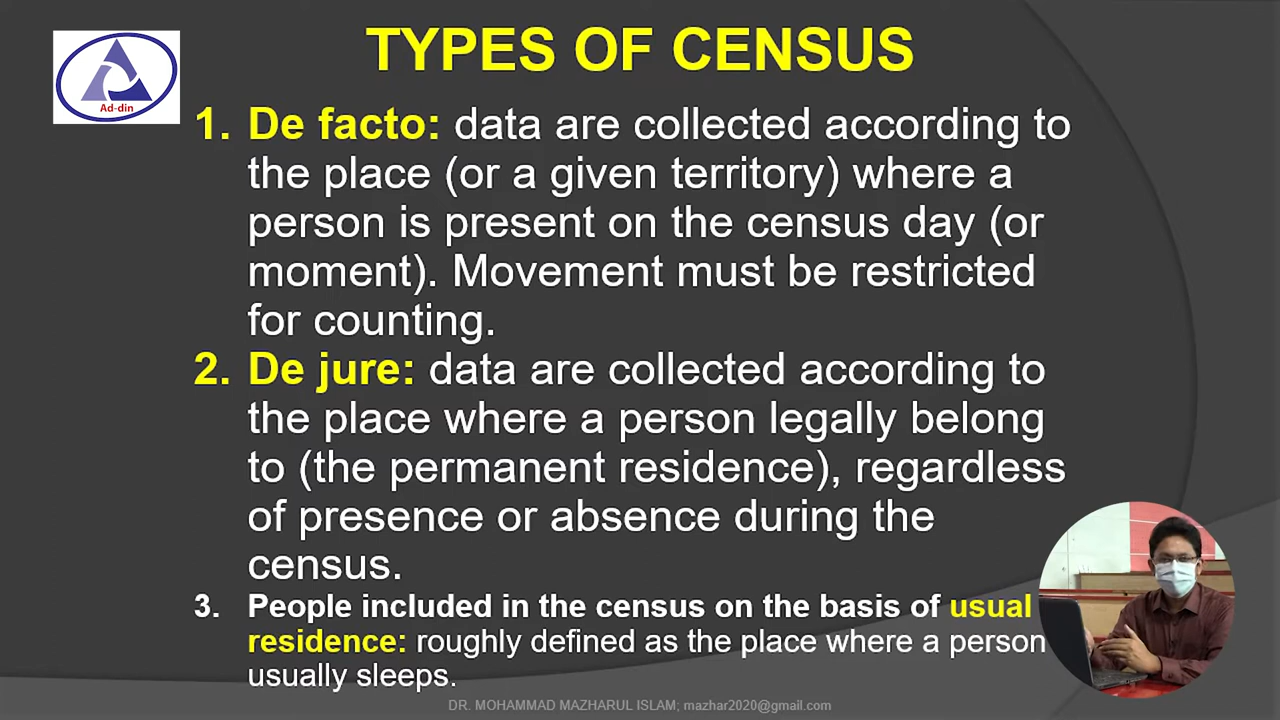 TYPES OF CENSUS
Ad-din
1. De facto: data are collected according to
the place (or a given territory) where a
person is present on the census day (or
moment). Movement must be restricted
for counting.
2. De jure: data are collected according to
the place where a person legally belong
to (the permanent residence), regardless
of presence or absence during the
census.
3. People included in the census on the basis of usual
residence: roughly defined as the place where a person
usually sleeps.
DR. MOHAMMAD MAZHARUL ISLAM; mazhar2020@gmail.com